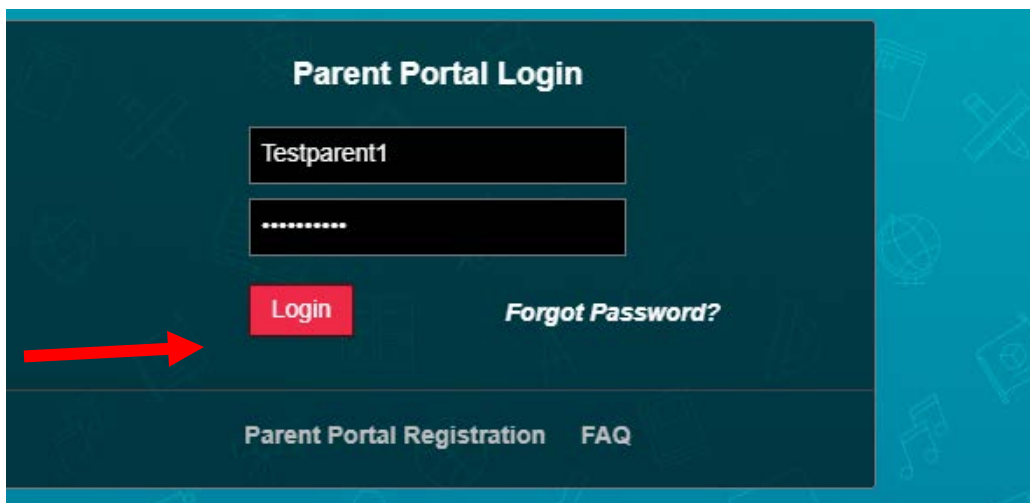 Parent Portal Login
Testparent1
••••••••••
Login Forgot Password?
Parent Portal Registration FAQ